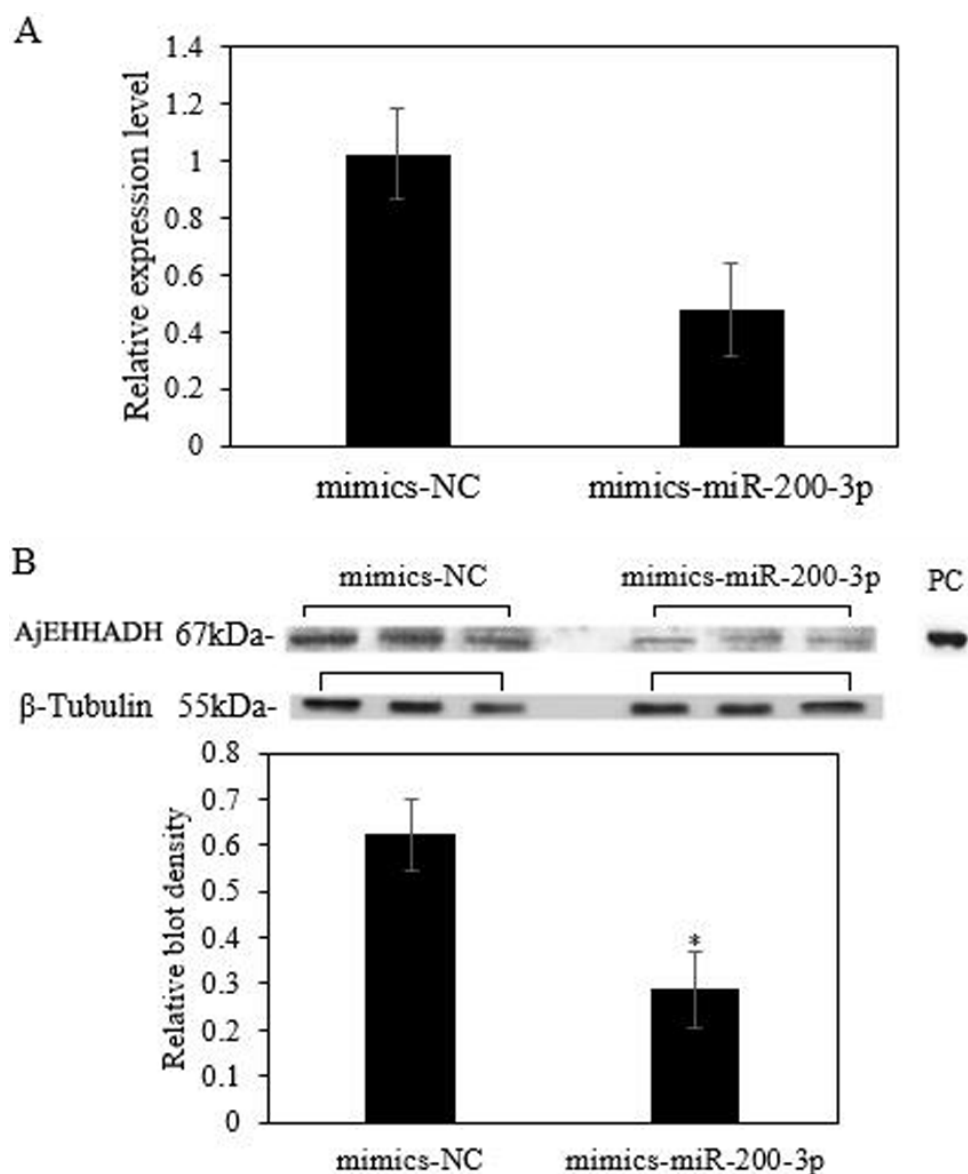 A
Relative expression level
1.4
1.2
1
0.8
0.6
0.4
0.2
0
mimics-NC mimics-miR-200-3p
B
mimics-NC mimics-miR-200-3p PC
AjEHHADH 67kDa-
β-Tubulin 55kDa-
Relative blot density
0.8
0.7
0.6
0.5
0.4
0.3
0.2
0.1
0
*
mimics-NC mimics-miR-200-3p